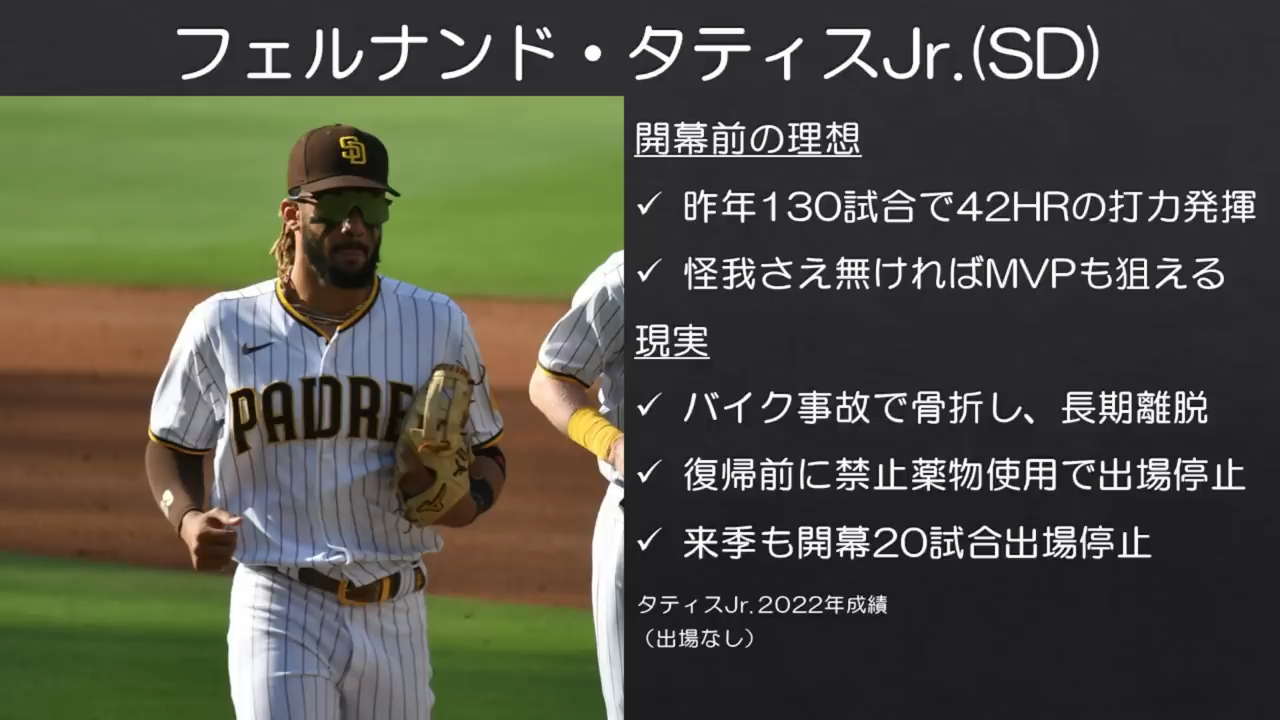 フェルナンド・タティスJr.(SD)
SD
開幕前の理想
✓ 昨年130試合で42HRの打力発揮
✓ 怪我さえ無ければMVPも狙える
PADRE
現実
✓ バイク事故で骨折し、長期離脱
✓ 復帰前に禁止薬物使用で出場停止
✓ 来季も開幕20試合出場停止
タティスJr.2022年成績
（出場なし）